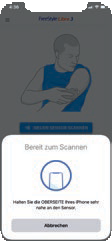 FreeStyle Libre 3
Bereit zum Scannen
Halten Sie die OBERSEITE Ihres iPhone sehr
nahe an den Sensor.
Abbrechen